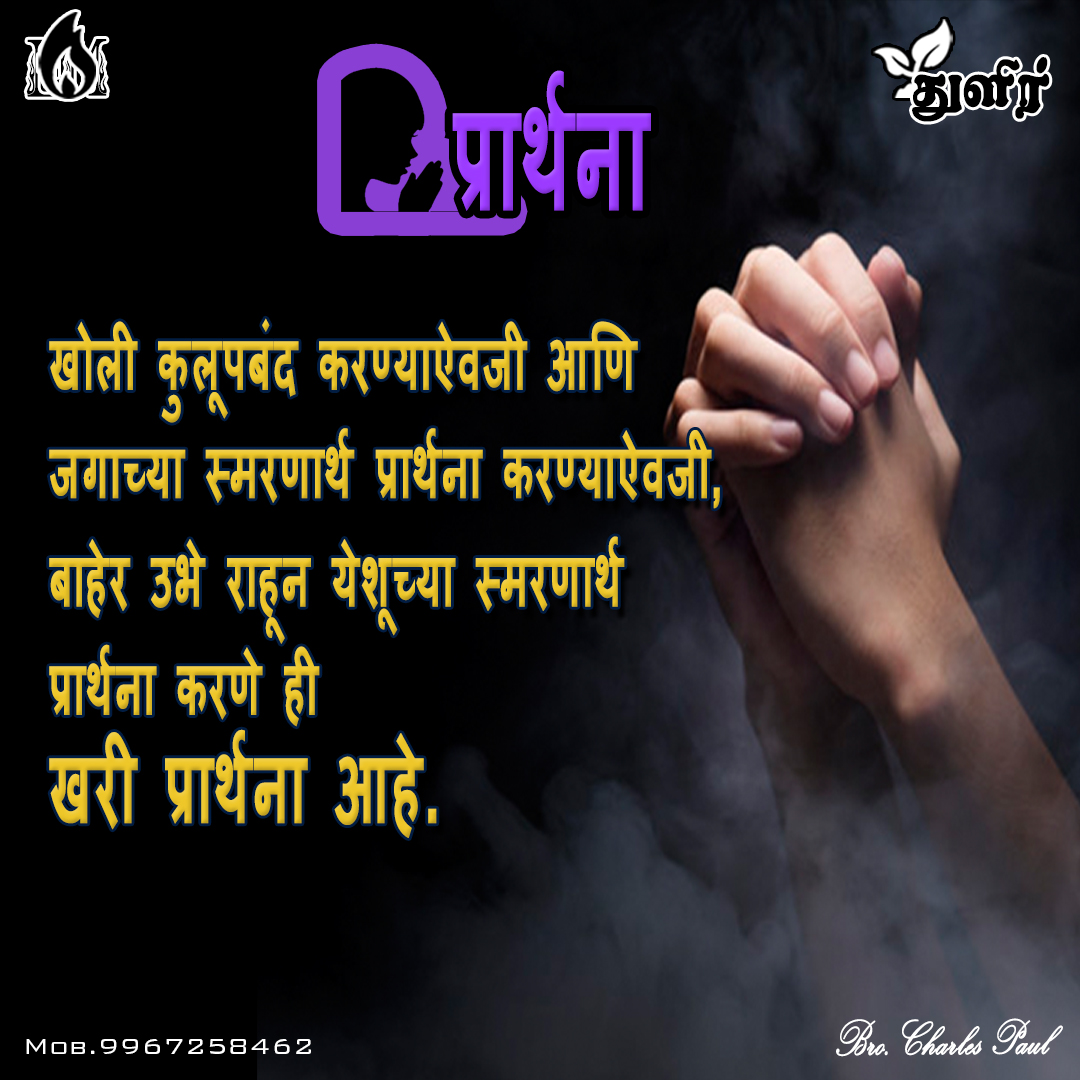 துளிர்
प्रार्थना
खोली कुलूपबंद करण्याऐवजी आणि
जगाच्या स्मरणार्थ प्रार्थना करण्याऐवजी,
बाहेर उभे राहून येशूच्या स्मरणार्थ
प्रार्थना करणे ही
खरी प्रार्थना आहे.
Mob.9967258462
Bro. Charles Paul